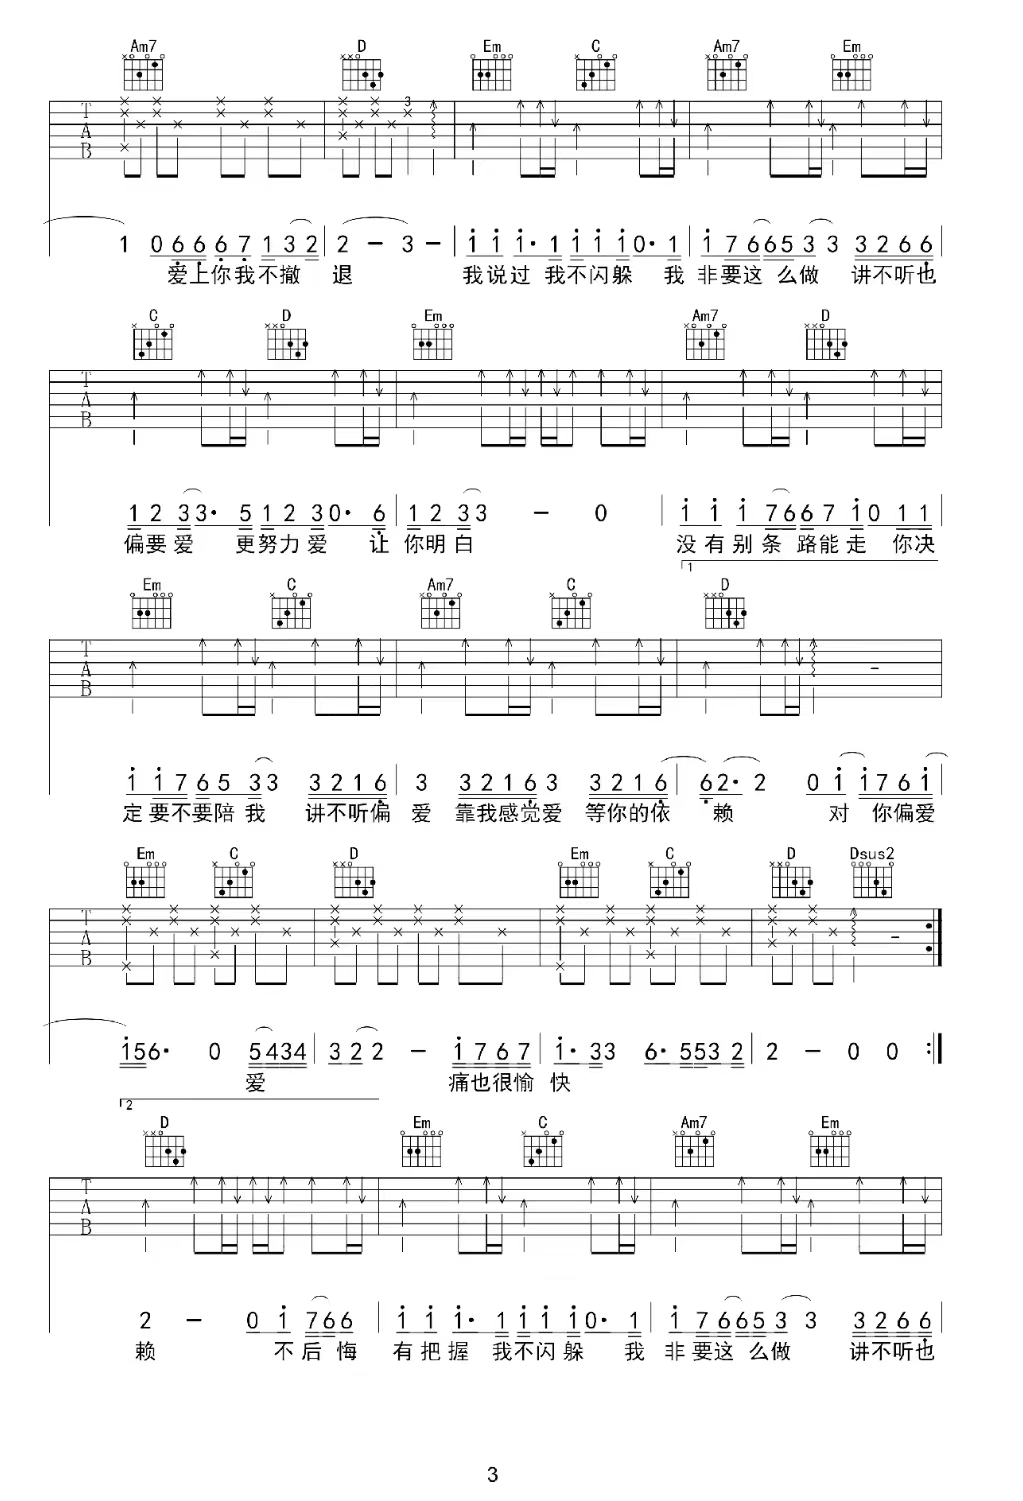 Am7 D Em C Am7 Em
T A B 3
1 0 6 6 6 7 1 3 2 | 2 - 3 - | 1 1 1· 1 1 1 0· 1 | 1 7 6 6 5 3 3 3 2 6 6
爱上你我不撤 退 我说过 我不闪躲 我 非要这 么做 讲不听也
C D Em Am7 D
T A B
1 2 3 3· 5 1 2 3 0· 6 | 1 2 3 3 - 0 | 1 1 1 7 6 6 7 1 0 1 1
偏要爱 更努力爱 让 你明白 没有别条 路能走 你决
1
Em C Am7 C D
T A B -
1 1 7 6 5 3 3 3 2 1 6 | 3 3 2 1 6 3 3 2 1 6 | 6 2· 2 0 1 1 7 6 1
定要不要陪我 讲不听偏 爱 靠我感觉爱 等你的依 赖 对 你偏爱
Em C D Em C D Dsus2
T A B -
1 5 6· 0 5 4 3 4 | 3 2 2 - 1 7 6 7 | 1· 3 3 6· 5 5 3 2 | 2 - 0 0 :|
爱 痛也很愉 快
2
D Em C Am7 Em
T A B
2 - 0 1 7 6 6 | 1 1 1· 1 1 1 0· 1 | 1 7 6 6 5 3 3 3 2 6 6
赖 不后悔 有把握 我不闪躲 我 非要这 么做 讲不听也
3